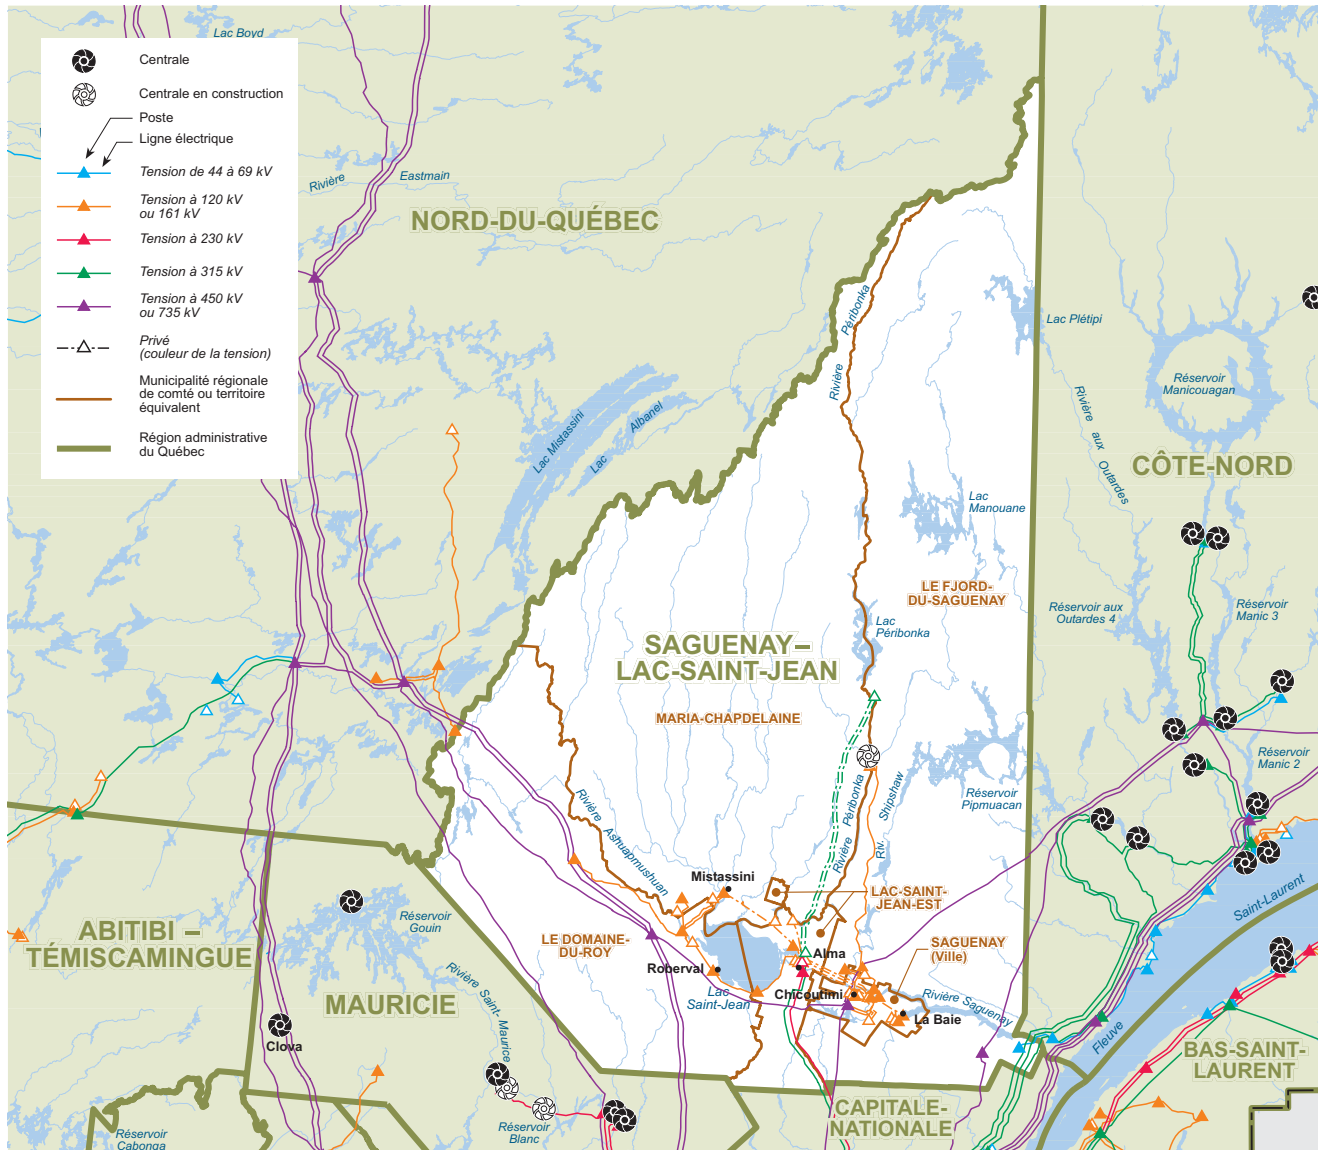 Lac Boyd
Centrale
Centrale en construction
Poste
Ligne électrique
Tension de 44 à 69 kV
Tension à 120 kV
ou 161 kV
Tension à 230 kV
Tension à 315 kV
Tension à 450 kV
ou 735 kV
Privé
(couleur de la tension)
Municipalité régionale
de comté ou territoire
équivalent
Région administrative
du Québec
Rivière
Eastmain
NORD-DU-QUÉBEC
Lac Mistassini
Lac
Albanel
Rivière
Péribonka
Lac Plétipi
Réservoir
Manicouagan
Rivière aux
Outardes
CÔTE-NORD
Lac
Manouane
LE FJORD-
DU-SAGUENAY
Réservoir aux
Outardes 4
Réservoir
Manic 3
Lac
Péribonka
SAGUENAY–
LAC-SAINT-JEAN
MARIA-CHAPDELAINE
Réservoir
Manic 2
Réservoir
Pipmuacan
Rivière
Péribonka
Riv.
Shipshaw
Rivière
Ashuapmushuan
Mistassini
LAC-SAINT-
JEAN-EST
Réservoir
Gouin
LE DOMAINE-
DU-ROY
ABITIBI –
TÉMISCAMINGUE
SAGUENAY
(Ville)
Alma
Roberval
Chicoutimi
Lac
Saint-Jean
Rivière Saguenay
La Baie
Saint-Laurent
Fleuve
MAURICIE
Rivière Saint-
Maurice
Clova
BAS-SAINT-
LAURENT
CAPITALE-
NATIONALE
Réservoir
Blanc
Réservoir
Cabonga